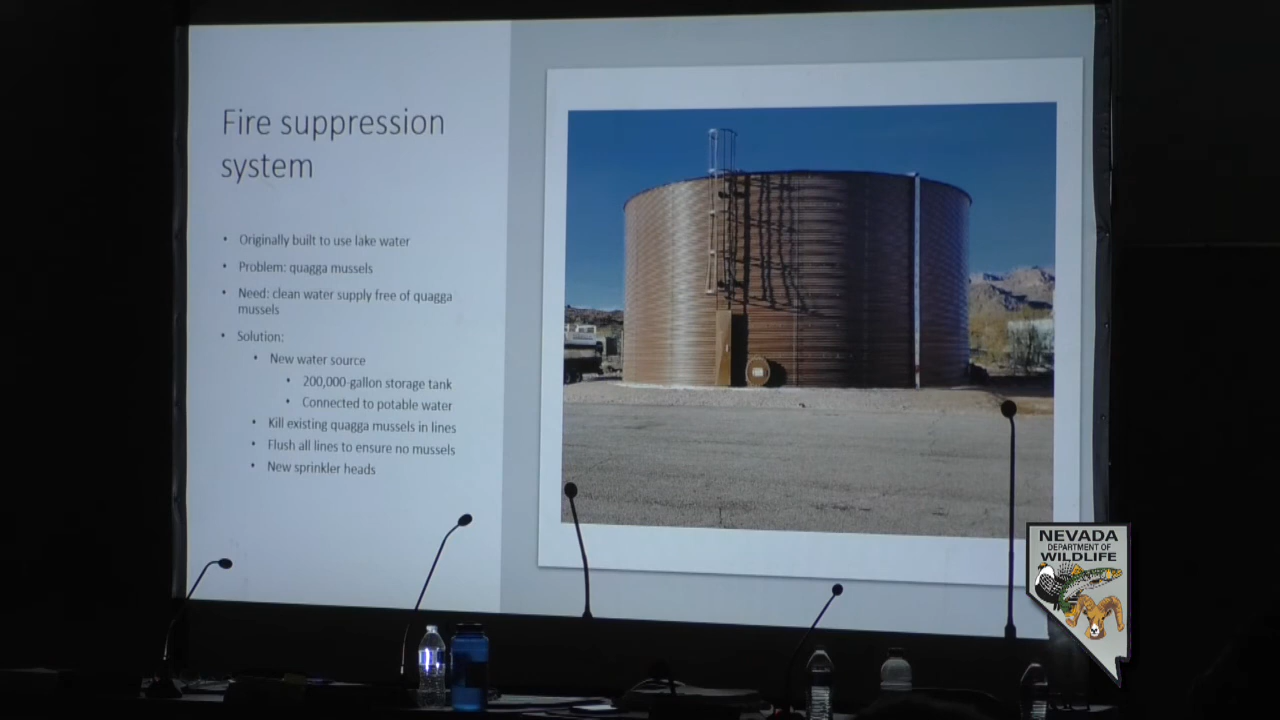 Fire suppression
system
• Originally built to use lake water
• Problem: quagga mussels
• Need: clean water supply free of quagga
mussels
• Solution:
• New water source
• 200,000-gallon storage tank
• Connected to potable water
• Kill existing quagga mussels in lines
• Flush all lines to ensure no mussels
• New sprinkler heads
NEVADA
DEPARTMENT OF
WILDLIFE